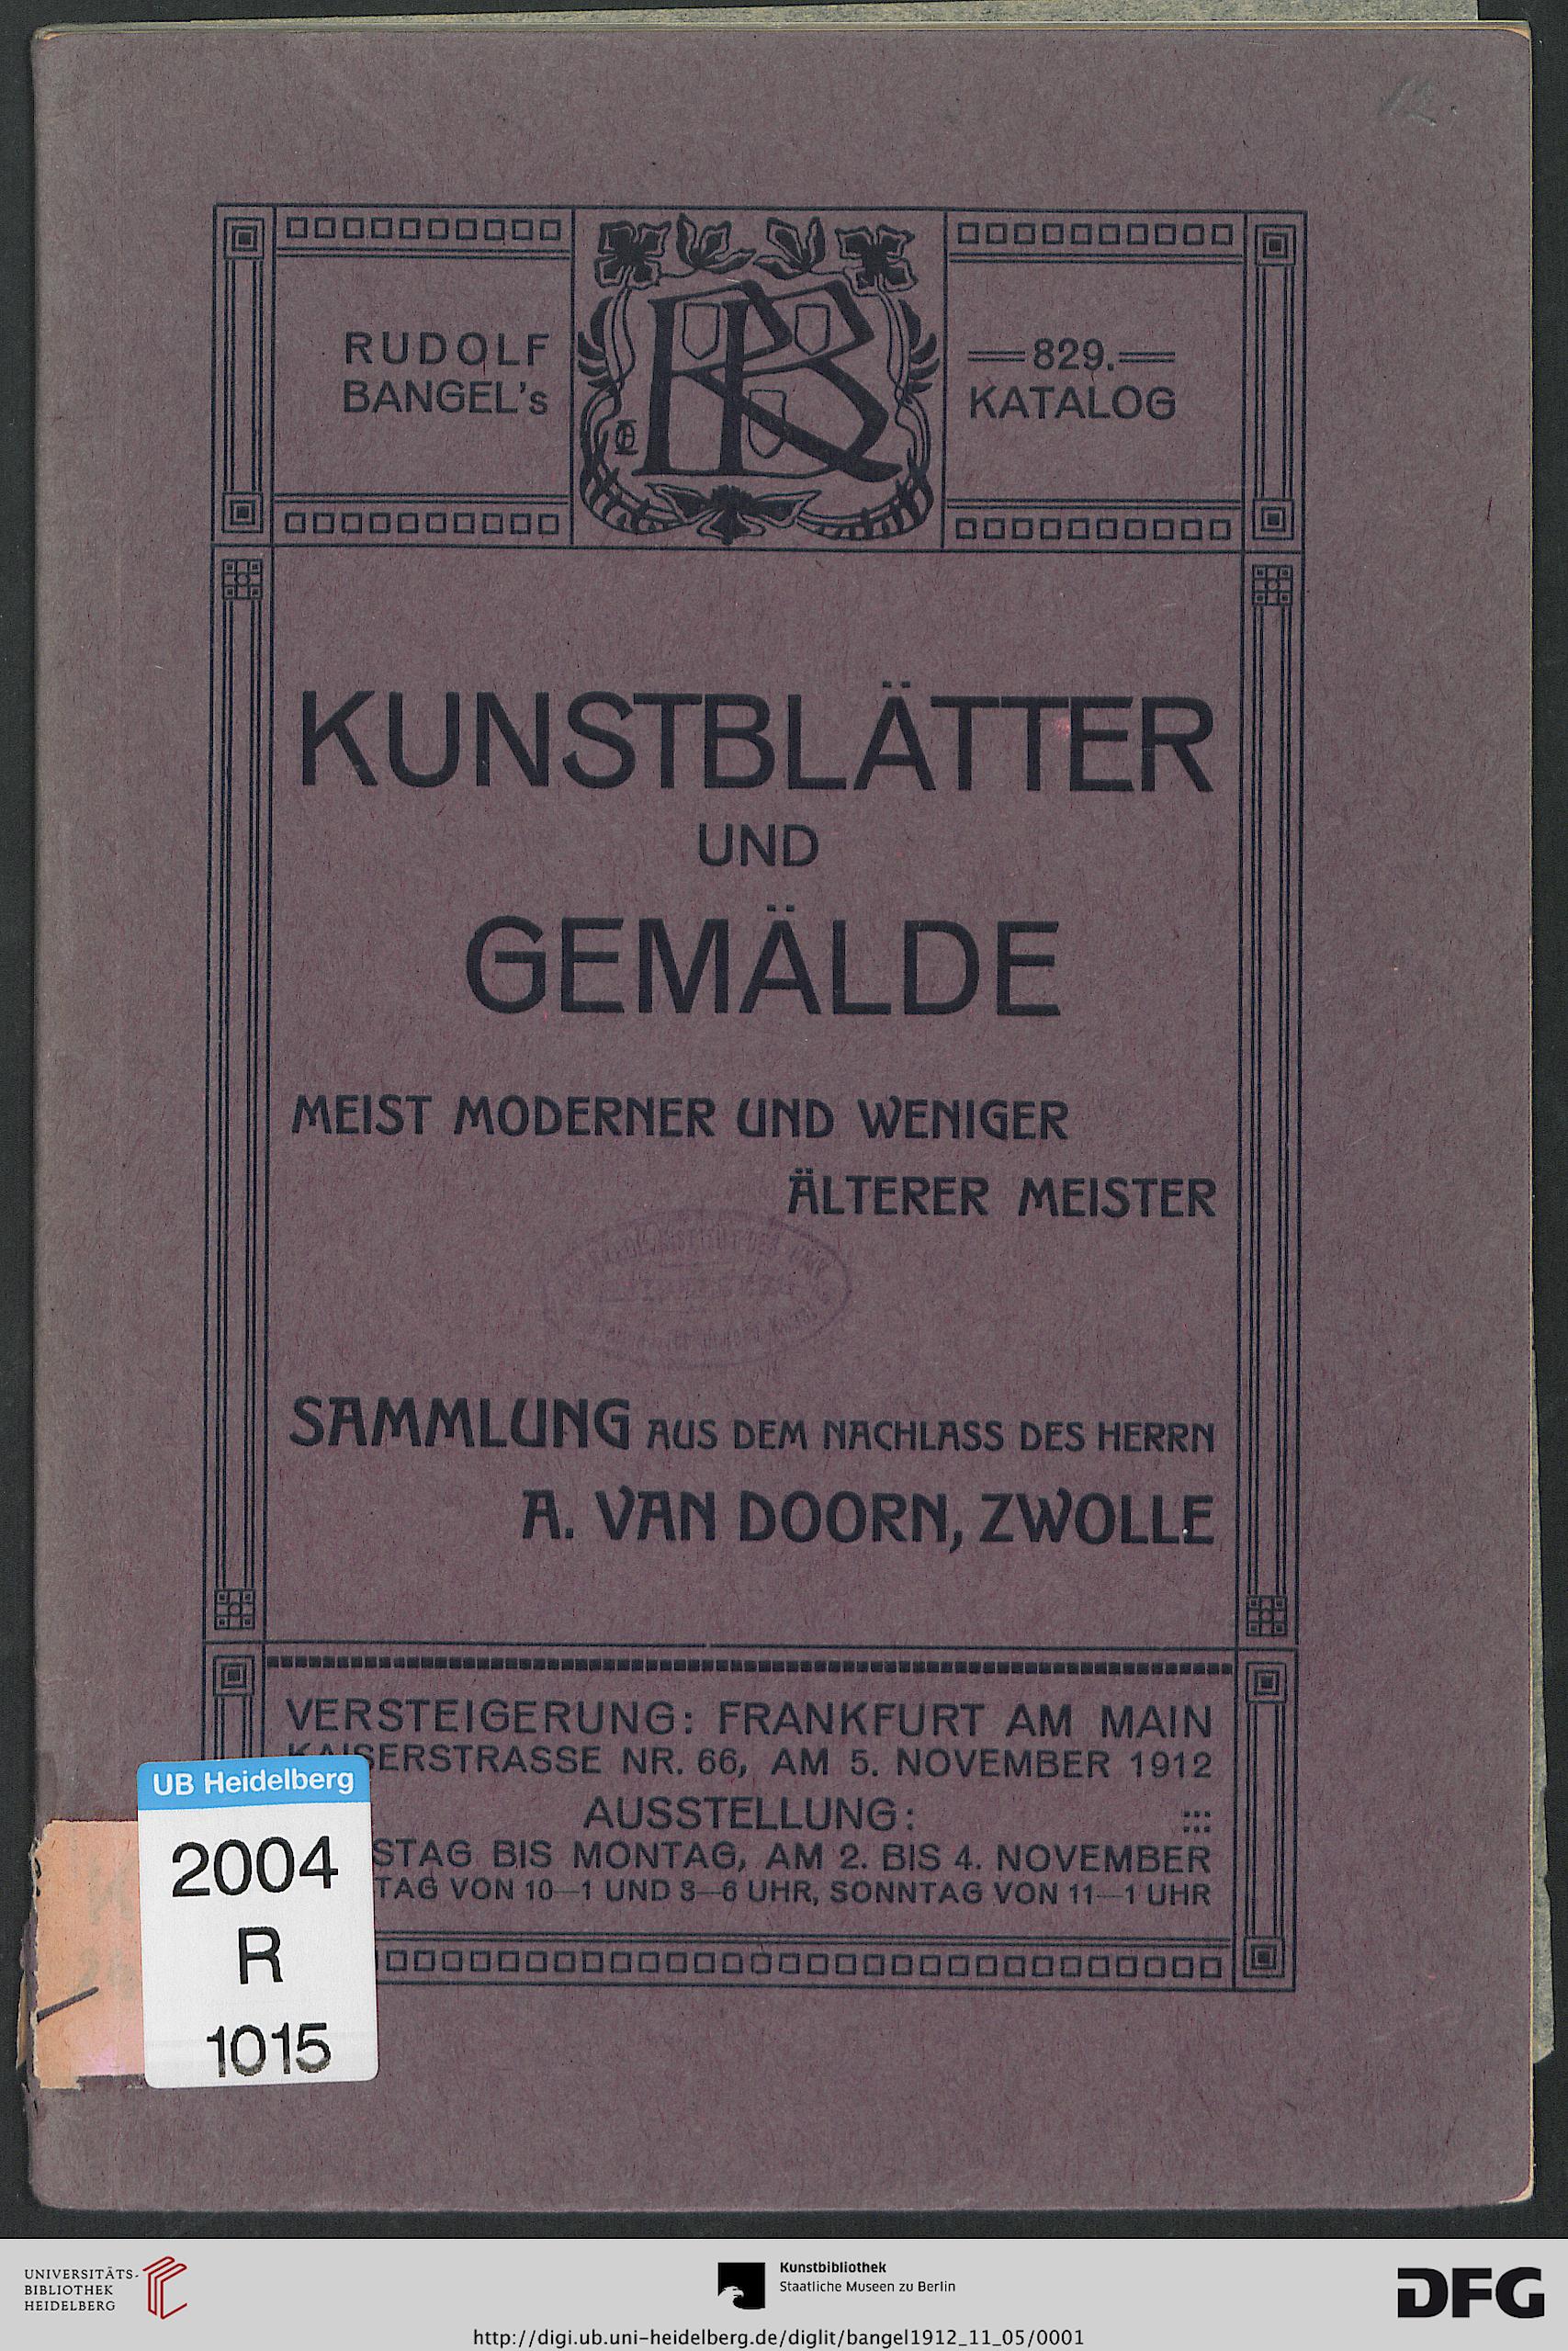 RUDOLF
BANGEL's
829.
KATALOG
KUNSTBLÄTTER
UND
GEMÄLDE
MEIST MODERNER UND WENIGER
ÄLTERER MEISTER
SAMMLUNG AUS DEM NACHLASS DES HERRN
A. VAN DOORN, ZWOLLE
VERSTEIGERUNG: FRANKFURT AM MAIN
KAISERSTRASSE NR. 66, AM 5. NOVEMBER 1912
AUSSTELLUNG: :::
STAG BIS MONTAG, AM 2. BIS 4. NOVEMBER
TAG VON 10—1 UND 3—6 UHR, SONNTAG VON 11—1 UHR
UB Heidelberg
2004
R
1015
UNIVERSITÄTS-
BIBLIOTHEK
HEIDELBERG
Kunstbibliothek
Staatliche Museen zu Berlin
DFG
http://digi.ub.uni-heidelberg.de/diglit/bangel1912_11_05/0001